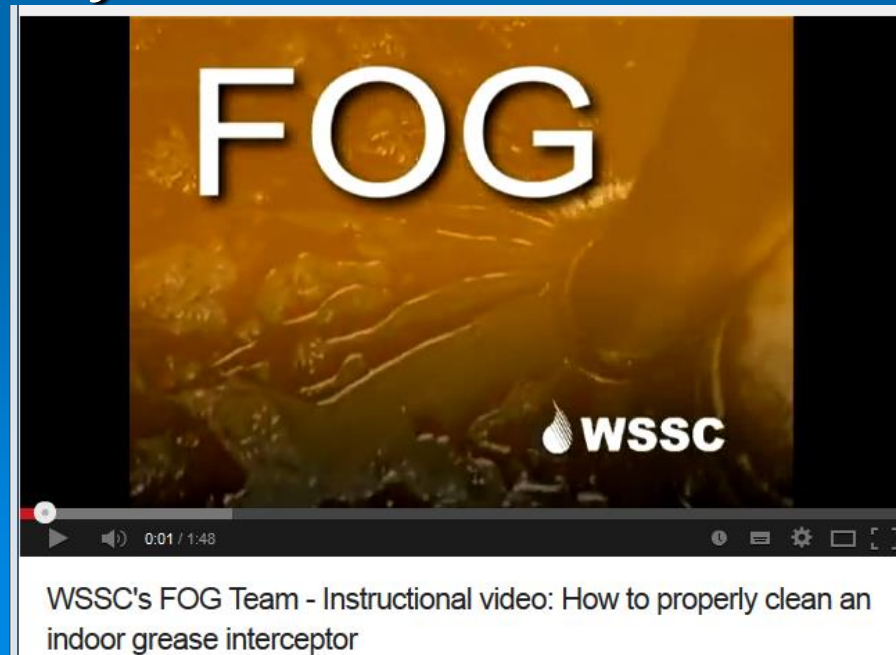 FOG
WSSC
0:01 / 1:48
WSSC's FOG Team - Instructional video: How to properly clean an
indoor grease interceptor